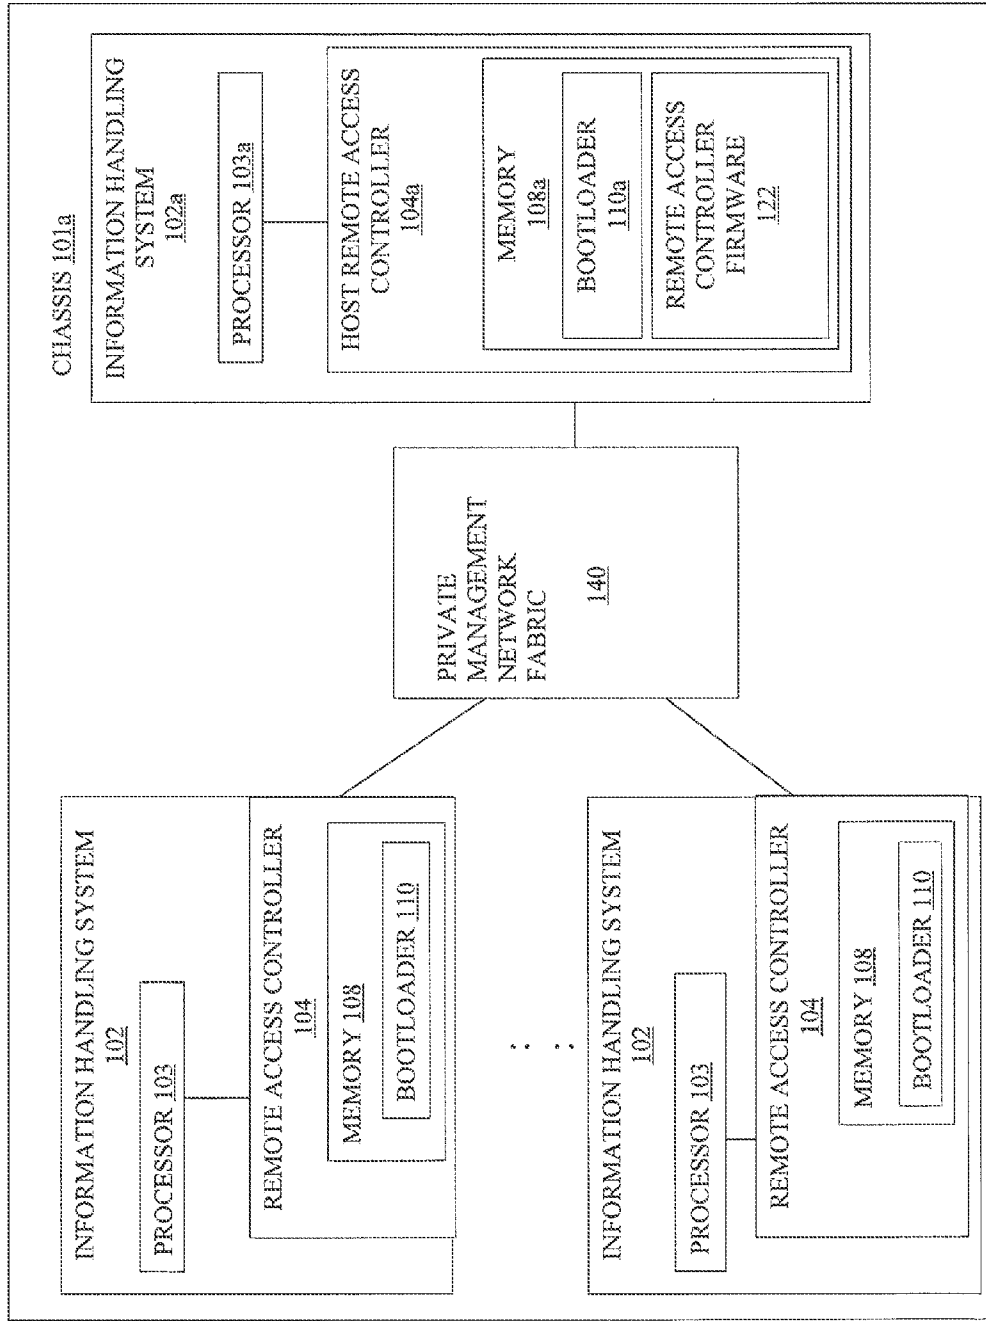 CHASSIS 101a
INFORMATION HANDLING SYSTEM
102
PROCESSOR 103
REMOTE ACCESS CONTROLLER
104
MEMORY 108
BOOTLOADER 110
INFORMATION HANDLING SYSTEM
102
PROCESSOR 103
REMOTE ACCESS CONTROLLER
104
MEMORY 108
BOOTLOADER 110
PRIVATE
MANAGEMENT
NETWORK
FABRIC
140
INFORMATION HANDLING
SYSTEM
102a
PROCESSOR 103a
HOST REMOTE ACCESS
CONTROLLER
104a
MEMORY
108a
BOOTLOADER
110a
REMOTE ACCESS
CONTROLLER
FIRMWARE
122